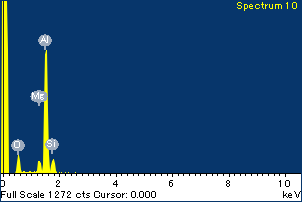 Spectrum 10
Al
Mg
O
Si
0 2 4 6 8 10
Full Scale 1272 cts Cursor: 0.000 keV